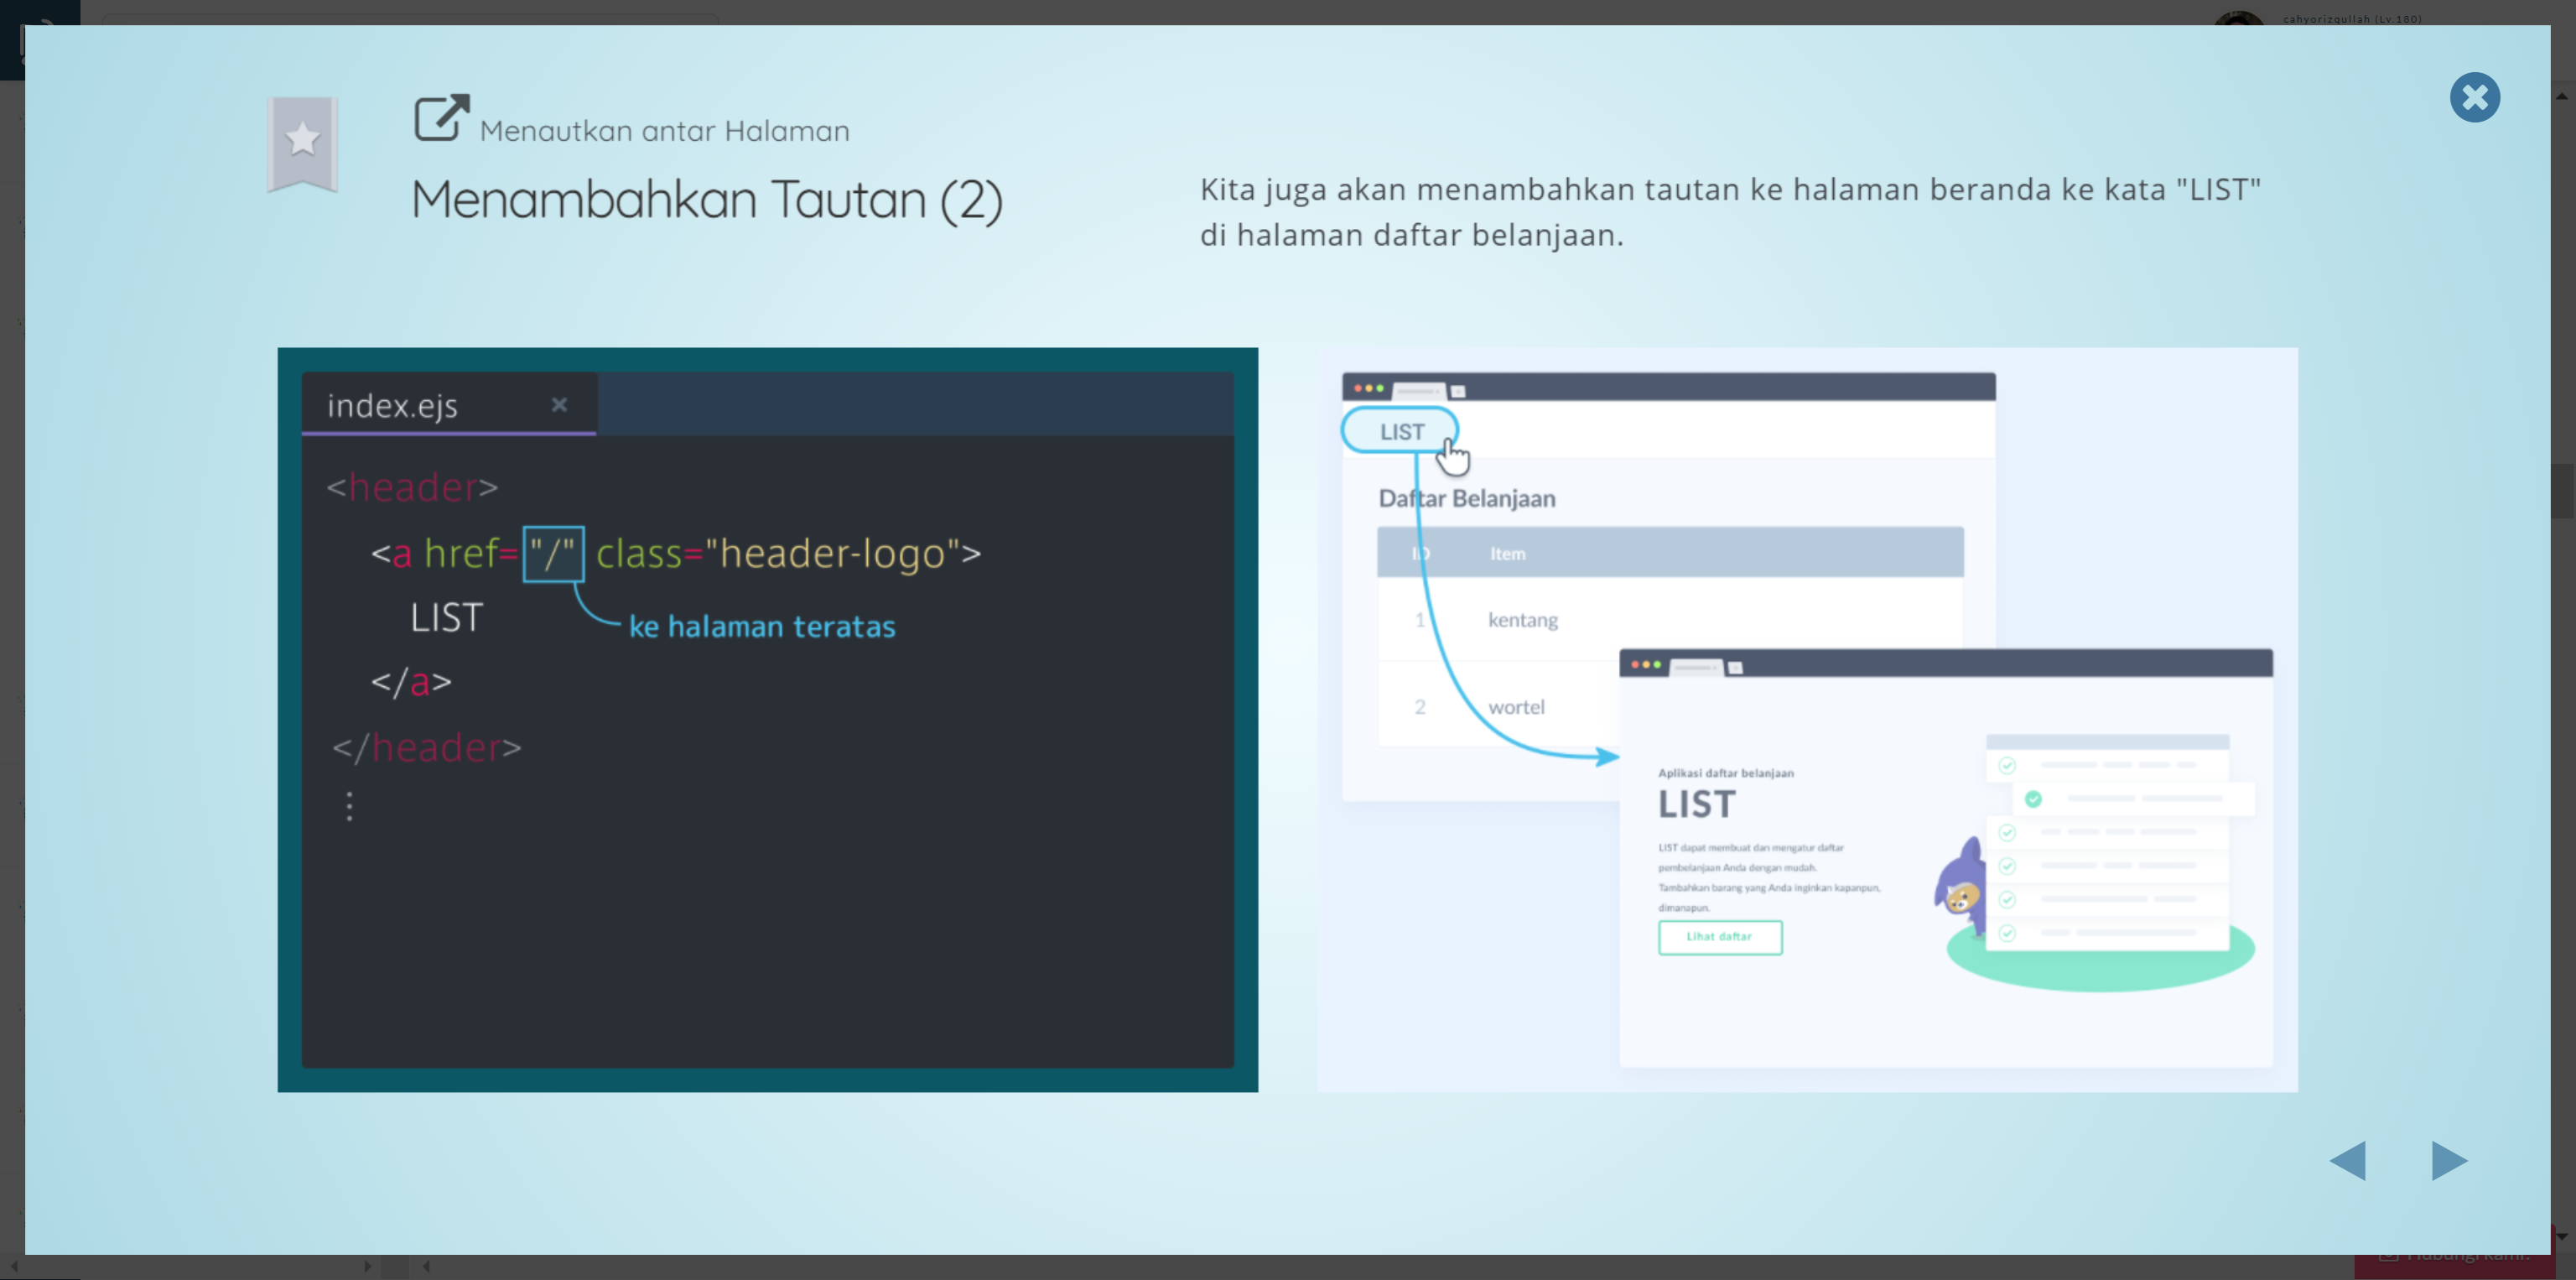 cahyorizqullah (Lv.180)
Menautkan antar Halaman
Menambahkan Tautan (2)
Kita juga akan menambahkan tautan ke halaman beranda ke kata "LIST"
di halaman daftar belanjaan.
index.ejs
<header>
<a href="/" class="header-logo">
LIST
ke halaman teratas
</a>
</header>
LIST
Daftar Belanjaan
ID Item
1 kentang
2 wortel
Aplikasi daftar belanjaan
LIST
LIST dapat membuat dan mengatur daftar
pembelanjaan Anda dengan mudah.
Tambahkan barang yang Anda inginkan kapanpun,
dimanapun.
Lihat daftar
Hubungi kami!